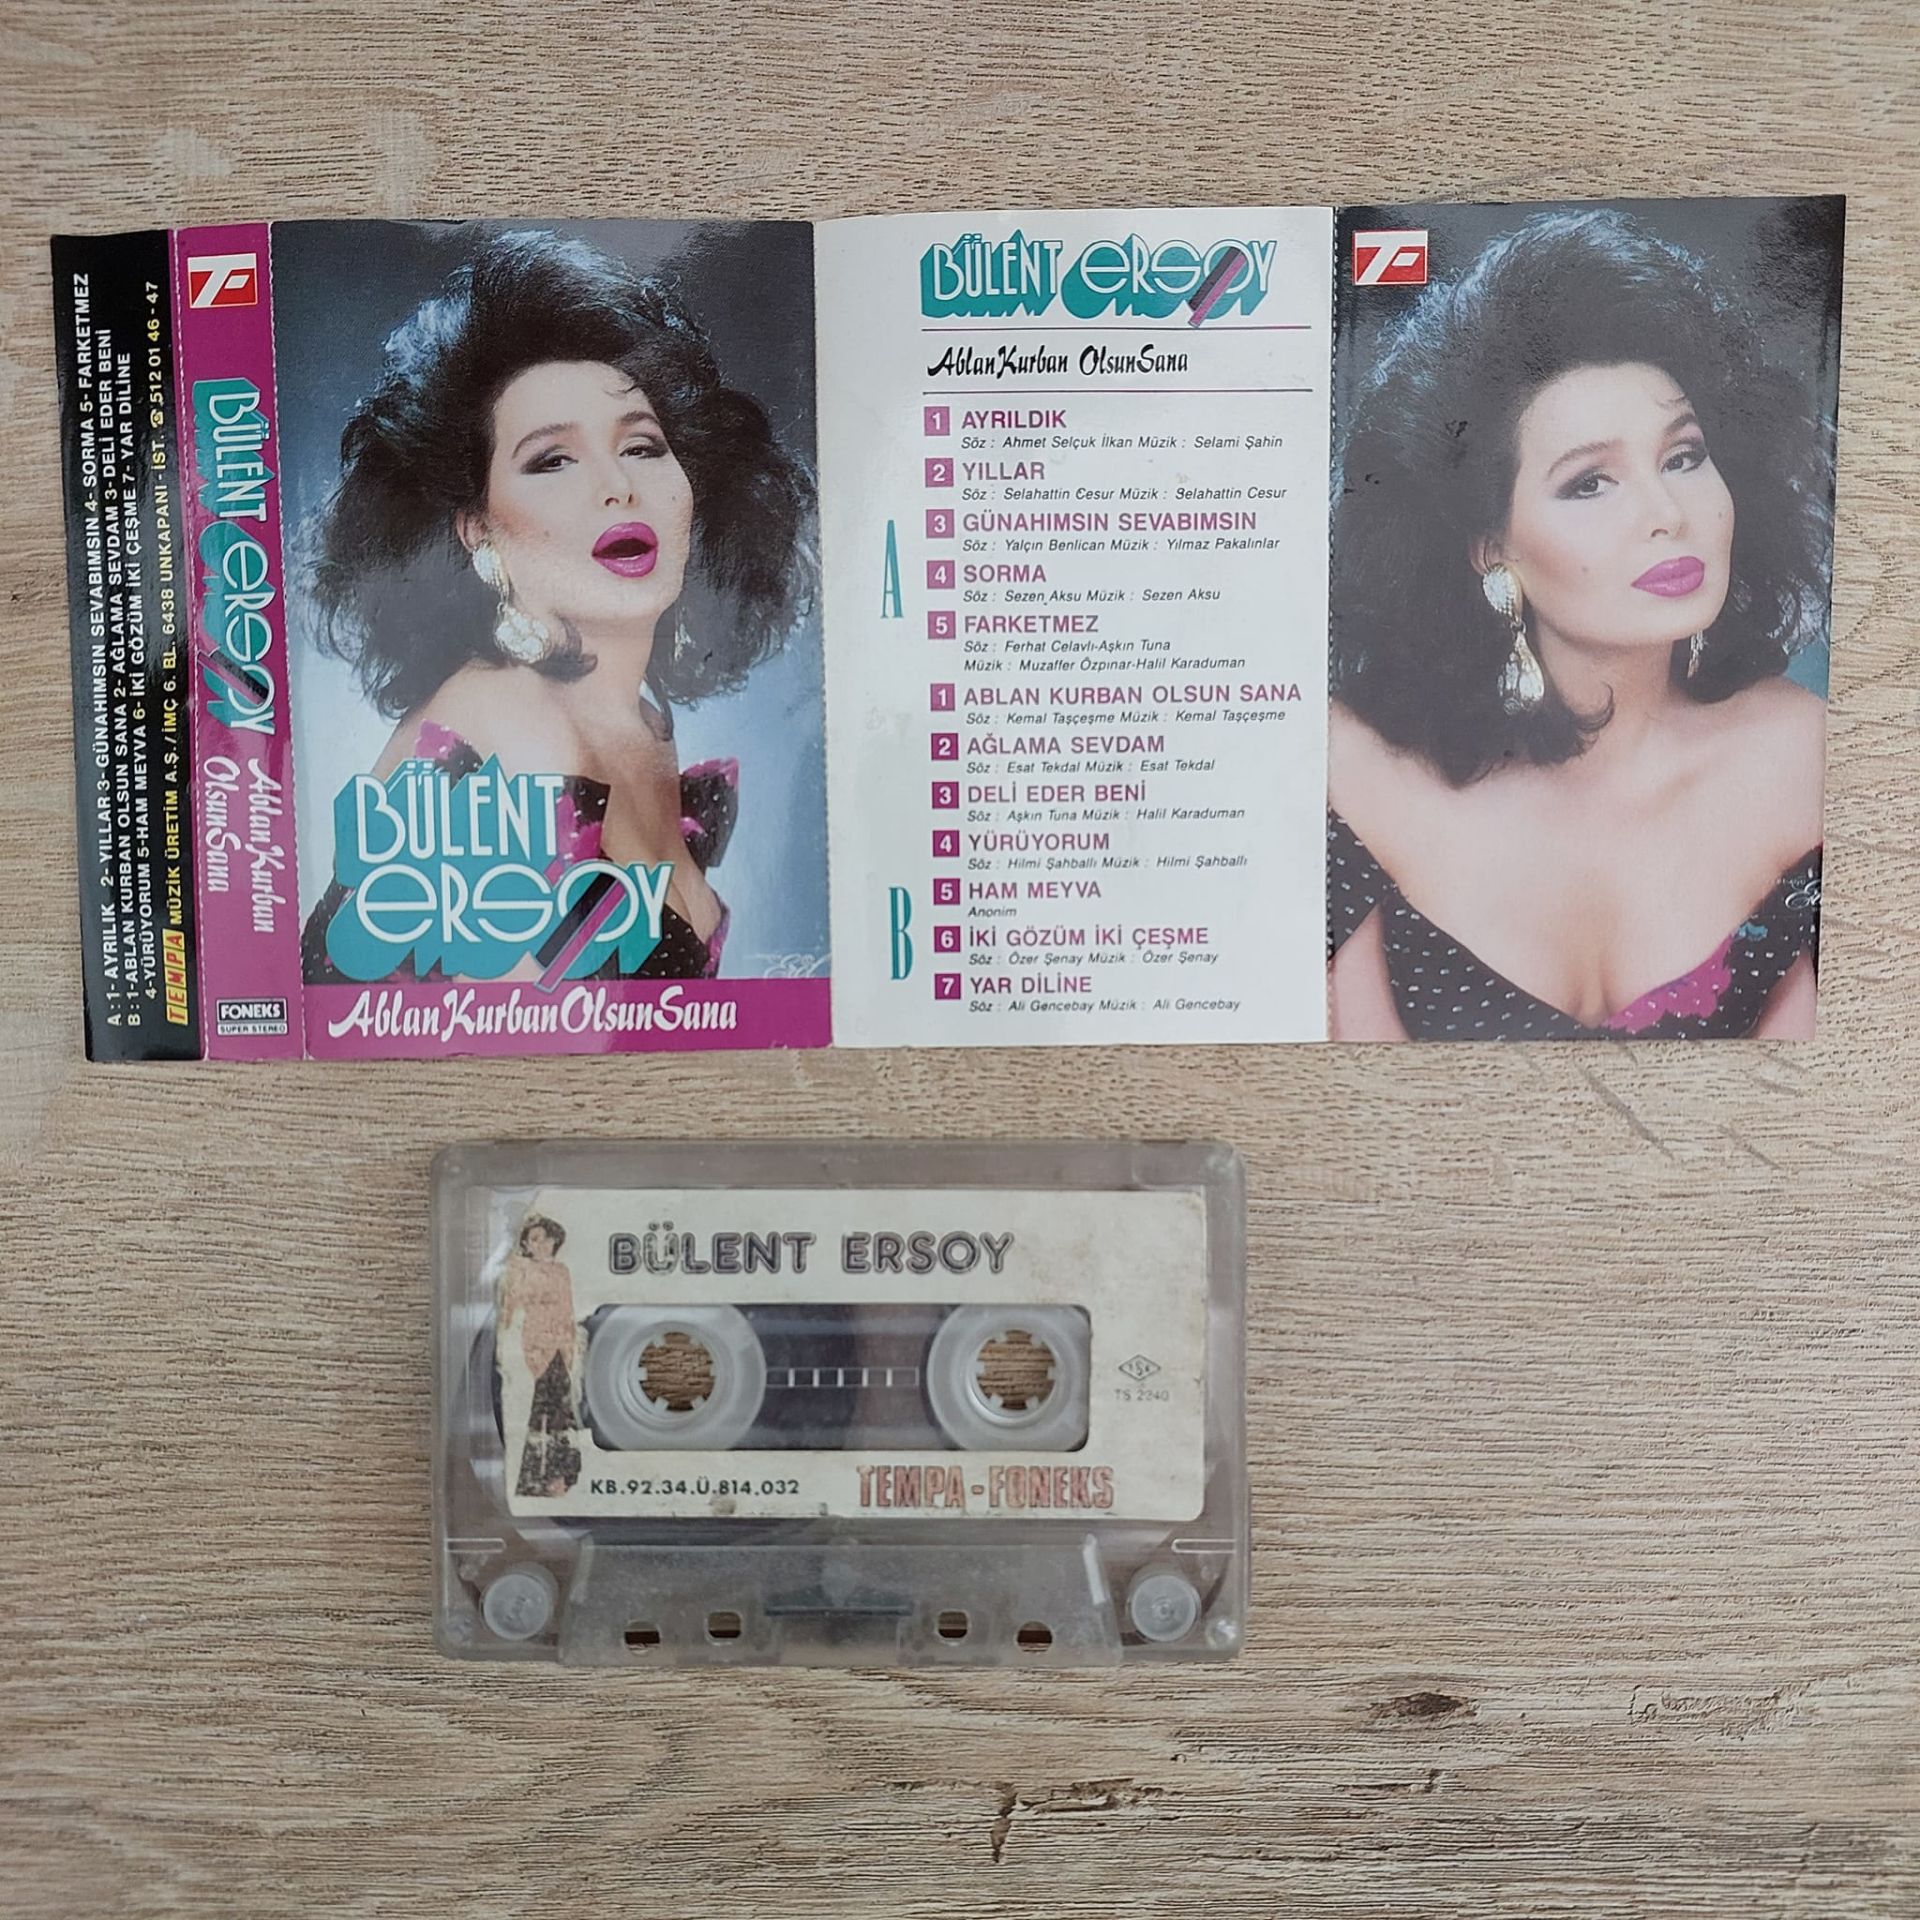 A : 1- AYRILIK 2- YILLAR 3- GÜNAHIMSIN SEVABIMSIN 4- SORMA 5- FARKETMEZ
B : 1-ABLAN KURBAN OLSUN SANA 2- AĞLAMA SEVDAM 3- DELİ EDER BENİ
4-YÜRÜYORUM 5-HAM MEYVA 6- İKİ GÖZÜM İKİ ÇEŞME 7- YAR DİLİNE
TEMPA MÜZİK ÜRETİM A.Ş./İMÇ 6. BL. 6438 UNKAPANI - İST. ☎ 512 01 46 - 47
TF
BÜLENT ERSOY
Ablan Kurban
Olsun Sana
FONEKS
SUPER STEREO
BÜLENT
ERSOY
Ablan Kurban Olsun Sana
BÜLENT ERSOY
Ablan Kurban Olsun Sana
A
1 AYRILDIK
Söz : Ahmet Selçuk İlkan Müzik : Selami Şahin
2 YILLAR
Söz : Selahattin Cesur Müzik : Selahattin Cesur
3 GÜNAHIMSIN SEVABIMSIN
Söz : Yalçın Benlican Müzik : Yılmaz Pakalınlar
4 SORMA
Söz : Sezen Aksu Müzik : Sezen Aksu
5 FARKETMEZ
Söz : Ferhat Celavlı-Aşkın Tuna
Müzik : Muzaffer Özpınar-Halil Karaduman
B
1 ABLAN KURBAN OLSUN SANA
Söz : Kemal Taşçeşme Müzik : Kemal Taşçeşme
2 AĞLAMA SEVDAM
Söz : Esat Tekdal Müzik : Esat Tekdal
3 DELİ EDER BENİ
Söz : Aşkın Tuna Müzik : Halil Karaduman
4 YÜRÜYORUM
Söz : Hilmi Şahballı Müzik : Hilmi Şahballı
5 HAM MEYVA
Anonim
6 İKİ GÖZÜM İKİ ÇEŞME
Söz : Özer Şenay Müzik : Özer Şenay
7 YAR DİLİNE
Söz : Ali Gencebay Müzik : Ali Gencebay
TF
BÜLENT ERSOY
TS 2240
KB.92.34.Ü.814.032
TEMPA-FONEKS